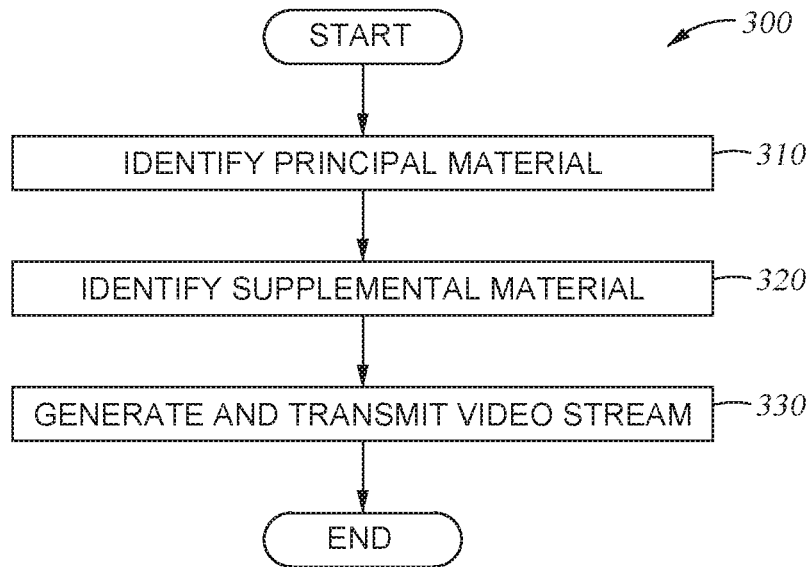 START
300
IDENTIFY PRINCIPAL MATERIAL
310
IDENTIFY SUPPLEMENTAL MATERIAL
320
GENERATE AND TRANSMIT VIDEO STREAM
330
END